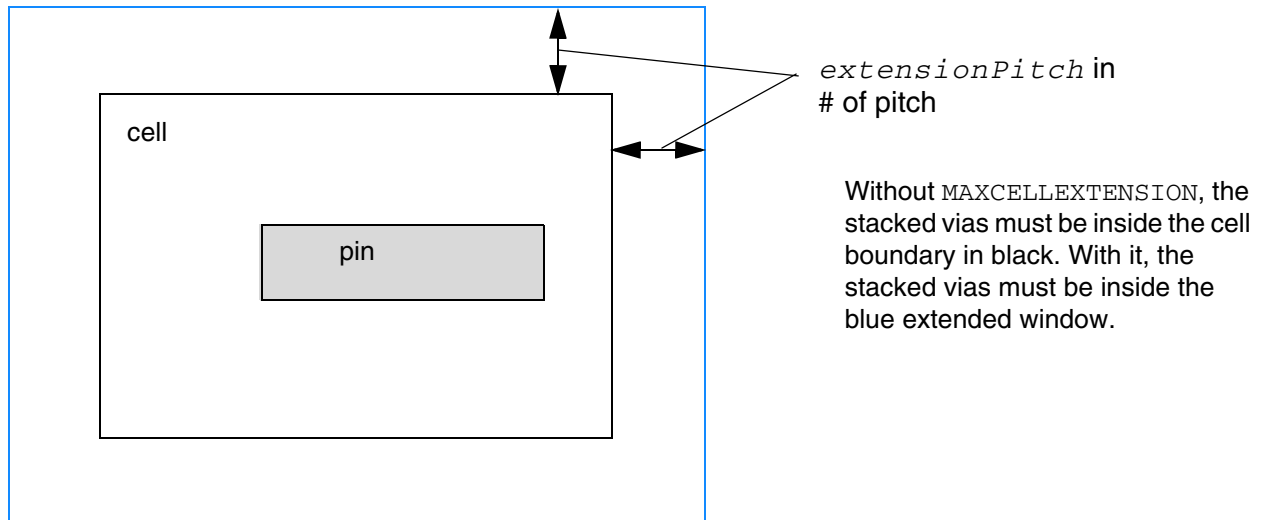 extensionPitch in
# of pitch
cell
Without MAXCELLEXTENSION, the
stacked vias must be inside the cell
boundary in black. With it, the
stacked vias must be inside the
blue extended window.
pin